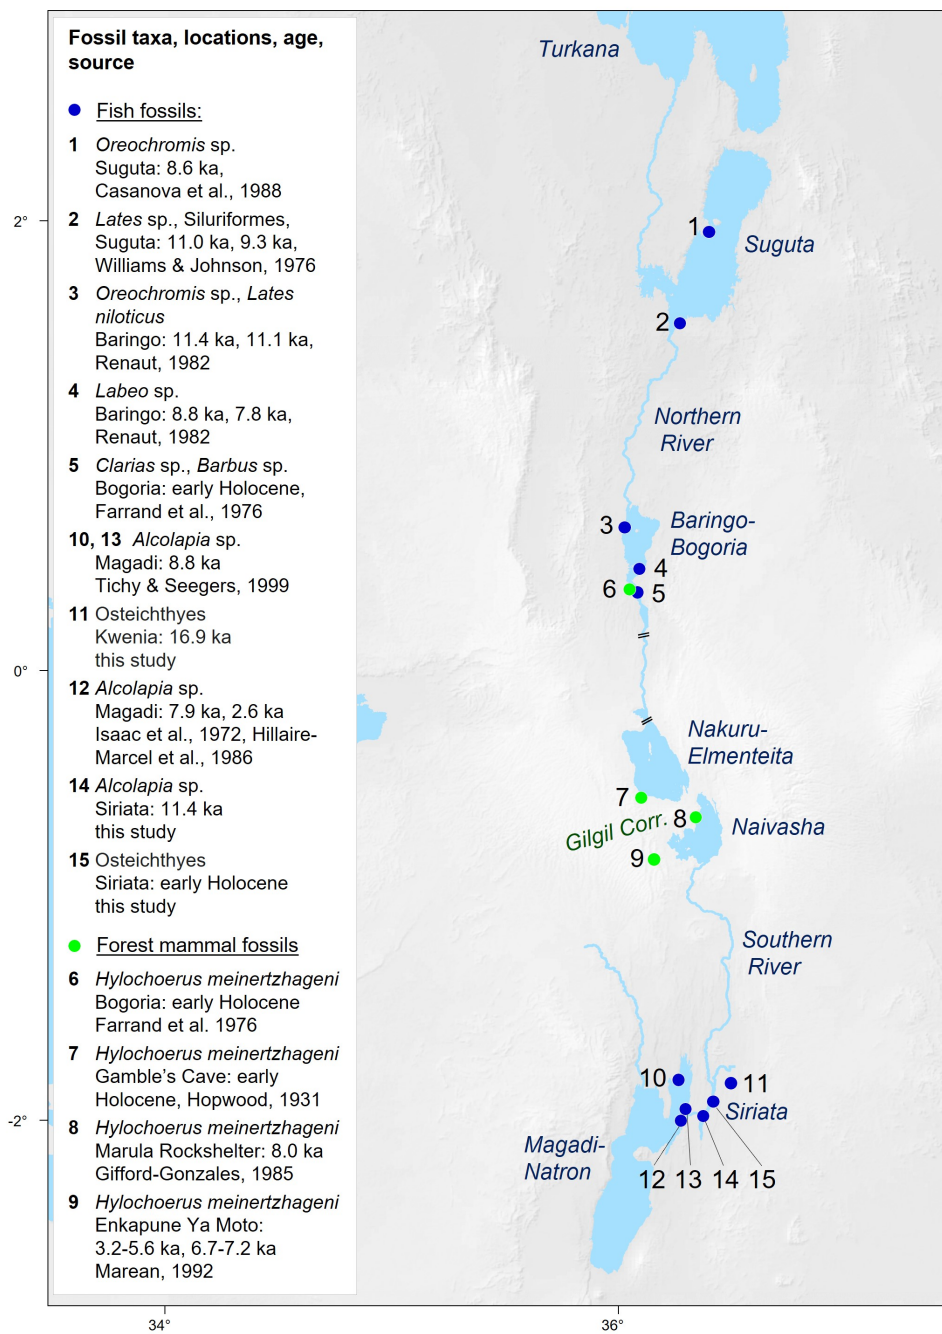 Fossil taxa, locations, age,
source
Fish fossils:
1 Oreochromis sp.
Suguta: 8.6 ka,
Casanova et al., 1988
2 Lates sp., Siluriformes,
Suguta: 11.0 ka, 9.3 ka,
Williams & Johnson, 1976
3 Oreochromis sp., Lates
niloticus
Baringo: 11.4 ka, 11.1 ka,
Renaut, 1982
4 Labeo sp.
Baringo: 8.8 ka, 7.8 ka,
Renaut, 1982
5 Clarias sp., Barbus sp.
Bogoria: early Holocene,
Farrand et al., 1976
10, 13 Alcolapia sp.
Magadi: 8.8 ka
Tichy & Seegers, 1999
11 Osteichthyes
Kwenia: 16.9 ka
this study
12 Alcolapia sp.
Magadi: 7.9 ka, 2.6 ka
Isaac et al., 1972, Hillaire-
Marcel et al., 1986
14 Alcolapia sp.
Siriata: 11.4 ka
this study
15 Osteichthyes
Siriata: early Holocene
this study
Forest mammal fossils
6 Hylochoerus meinertzhageni
Bogoria: early Holocene
Farrand et al. 1976
7 Hylochoerus meinertzhageni
Gamble's Cave: early
Holocene, Hopwood, 1931
8 Hylochoerus meinertzhageni
Marula Rockshelter: 8.0 ka
Gifford-Gonzales, 1985
9 Hylochoerus meinertzhageni
Enkapune Ya Moto:
3.2-5.6 ka, 6.7-7.2 ka
Marean, 1992
Turkana
1
Suguta
2
Northern
River
3
Baringo-
Bogoria
4
6
5
Nakuru-
Elmenteita
7
Gilgil Corr.
8
Naivasha
9
Southern
River
10
11
Siriata
Magadi-
Natron
12 13 14 15
2°
0°
-2°
34°
36°